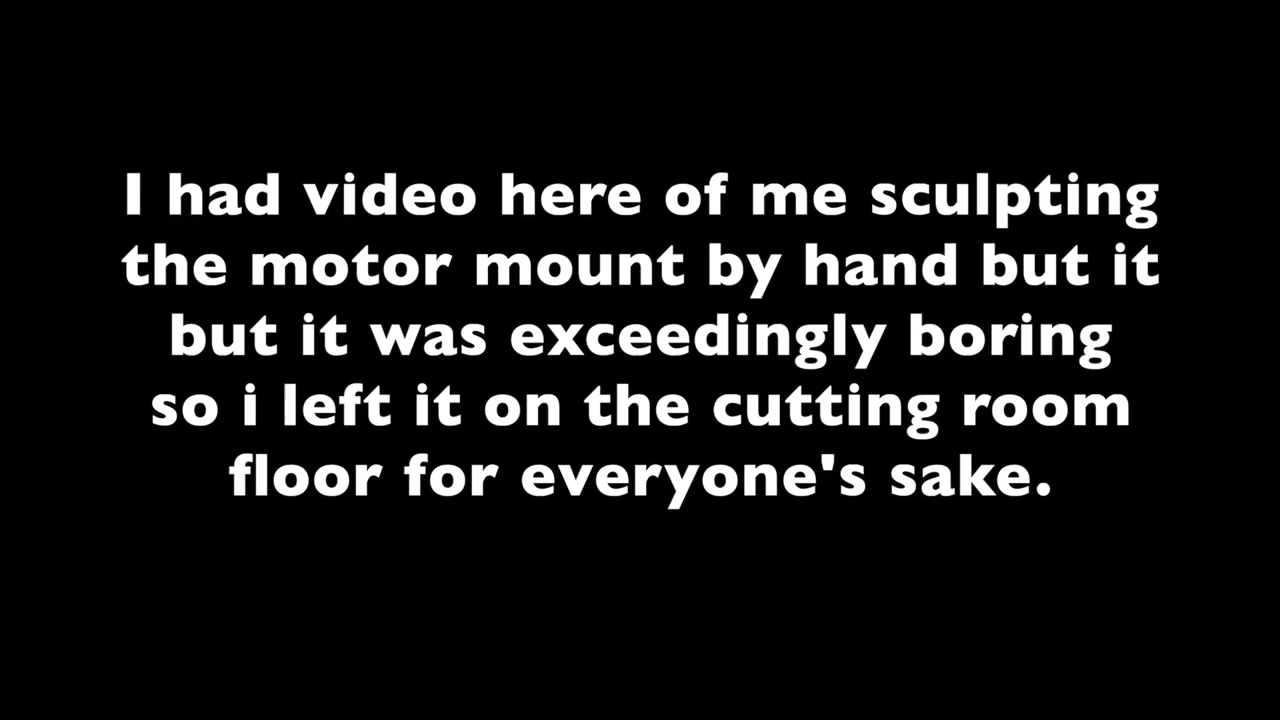 I had video here of me sculpting
the motor mount by hand but it
but it was exceedingly boring
so i left it on the cutting room
floor for everyone's sake.